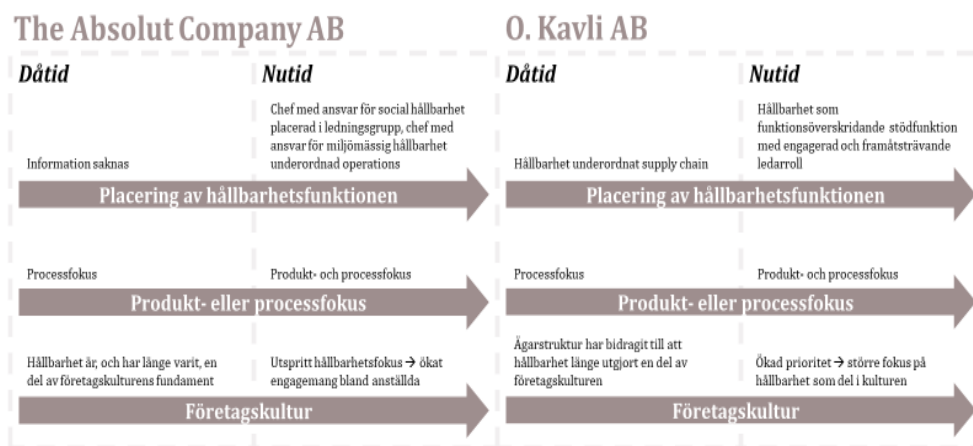 The Absolut Company AB
Dåtid
Nutid
Information saknas
Chef med ansvar för social hållbarhet
placerad i ledningsgrupp, chef med
ansvar för miljömässig hållbarhet
underordnad operations
Placering av hållbarhetsfunktionen
Processfokus
Produkt- och processfokus
Produkt- eller processfokus
Hållbarhet är, och har länge varit, en
del av företagskulturens fundament
Utspritt hållbarhetsfokus → ökat
engagemang bland anställda
Företagskultur
O. Kavli AB
Dåtid
Nutid
Hållbarhet underordnat supply chain
Hållbarhet som
funktionsöverskridande stödfunktion
med engagerad och framåtsträvande
ledarroll
Placering av hållbarhetsfunktionen
Processfokus
Produkt- och processfokus
Produkt- eller processfokus
Ägarstruktur har bidragit till att
hållbarhet länge utgjort en del av
företagskulturen
Ökad prioritet → större fokus på
hållbarhet som del i kulturen
Företagskultur